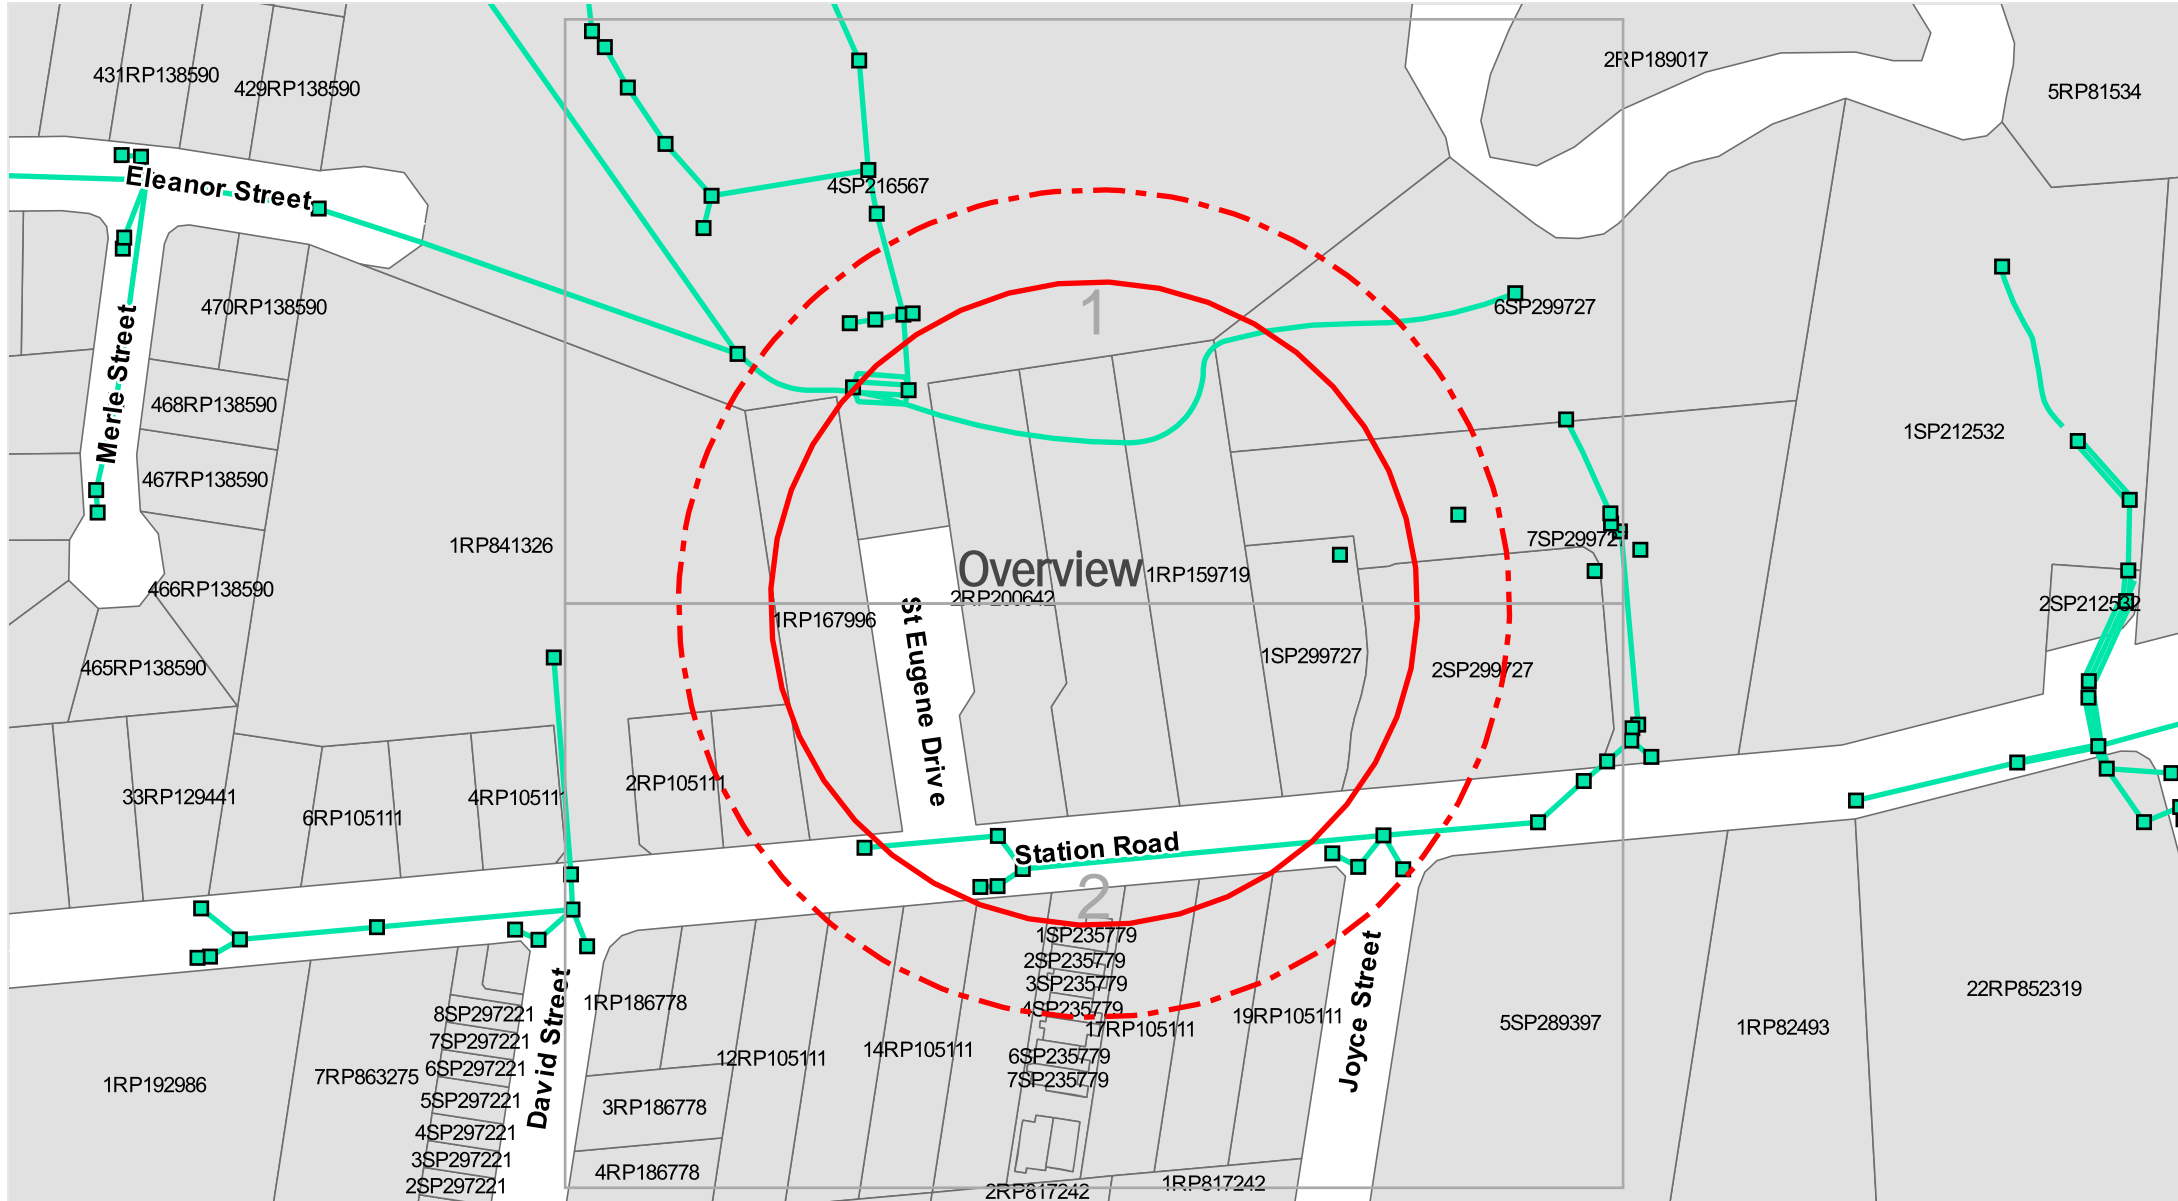 2RP189017
431RP138590
429RP138590
5RP81534
Eleanor Street
4SP216567
470RP138590
1
6SP299727
Merle Street
468RP138590
1SP212532
467RP138590
1RP841326
7SP299727
Overview
1RP159719
466RP138590
2RP200642
2SP212532
1RP167996
St Eugene Drive
465RP138590
1SP299727
2SP299727
33RP129441
6RP105111
4RP105111
2RP105111
Station Road
2
1SP235779
2SP235779
3SP235779
4SP235779
17RP105111
19RP105111
6SP235779
7SP235779
Joyce Street
22RP852319
5SP289397
1RP82493
1RP186778
8SP297221
7SP297221
6SP297221
5SP297221
4SP297221
3SP297221
2SP297221
David Street
12RP105111
14RP105111
1RP192986
7RP863275
3RP186778
4RP186778
2RP817242
1RP817242